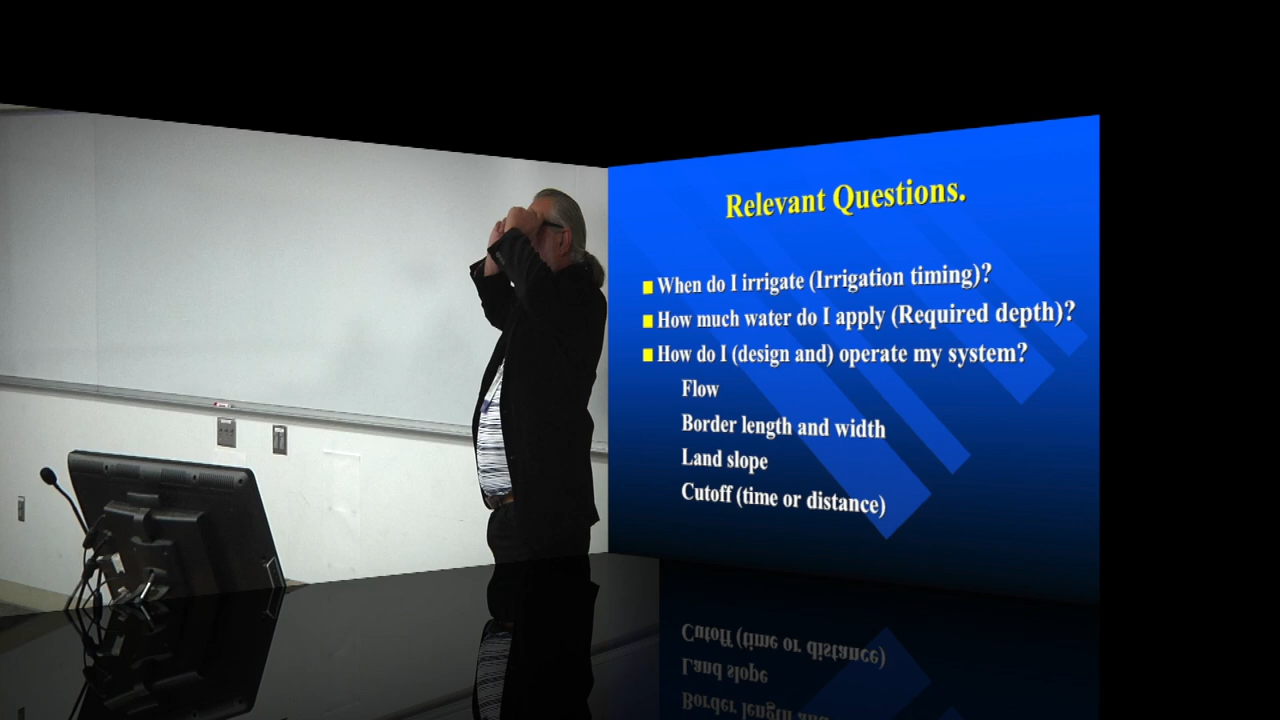 Relevant Questions.
When do I irrigate (Irrigation timing)?
How much water do I apply (Required depth)?
How do I (design and) operate my system?
Flow
Border length and width
Land slope
Cutoff (time or distance)